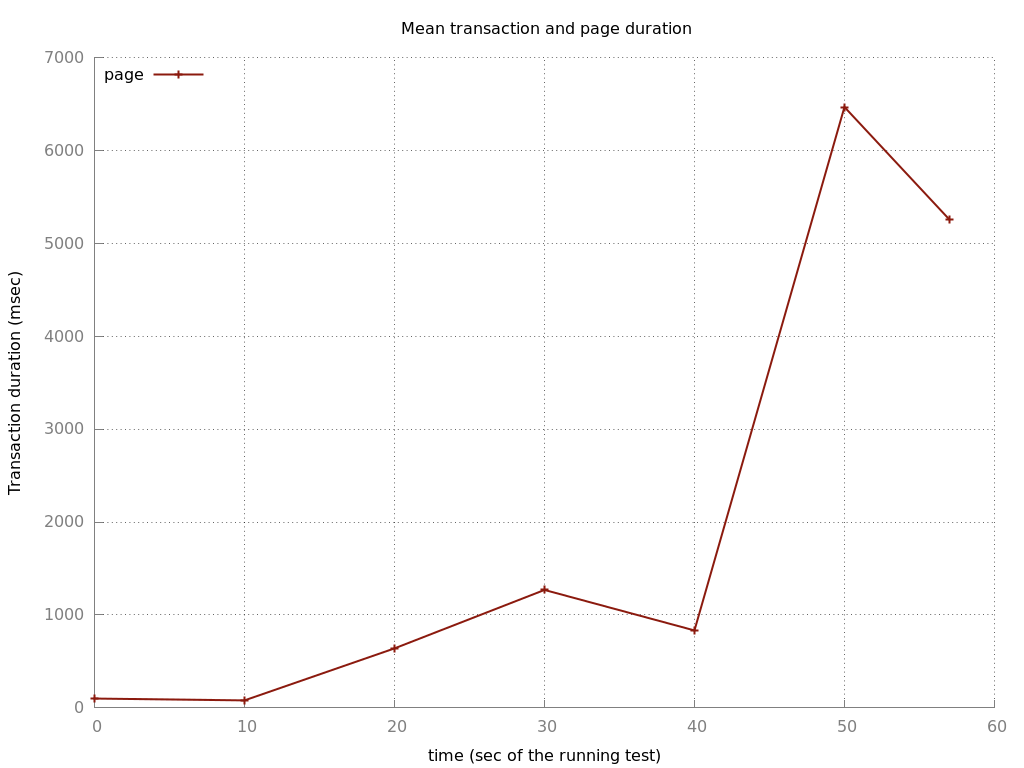 Mean transaction and page duration
7000
page
6000
5000
4000
3000
2000
1000
0
Transaction duration (msec)
0 10 20 30 40 50 60
time (sec of the running test)